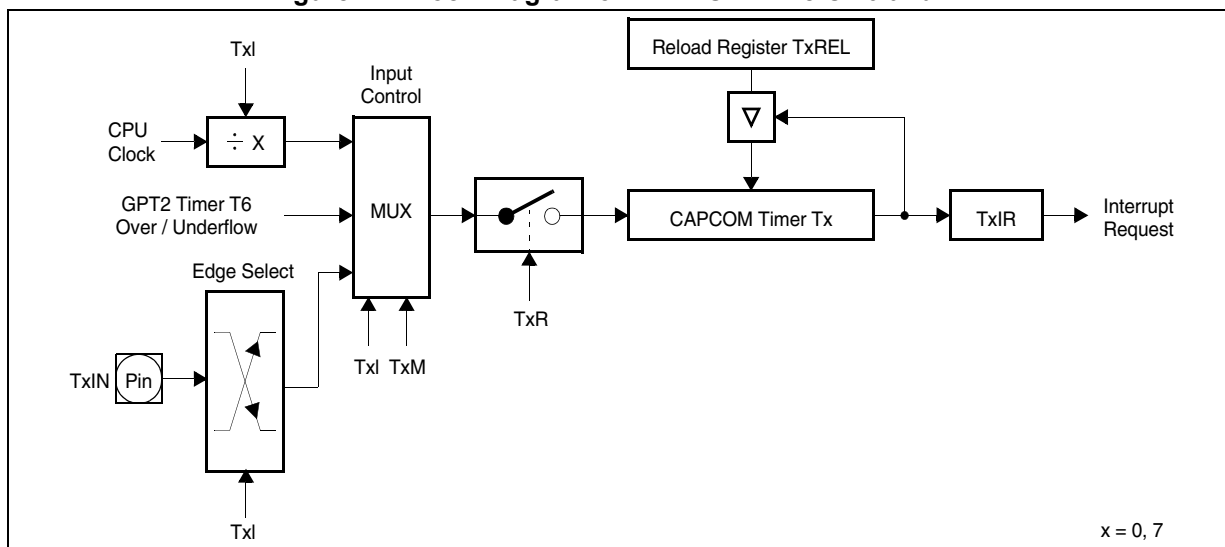 TxI
Input
Control
Reload Register TxREL
CPU
Clock
÷ X
GPT2 Timer T6
Over / Underflow
MUX
CAPCOM Timer Tx
TxIR
Interrupt
Request
Edge Select
TxR
TxI TxM
TxIN
Pin
TxI
x = 0, 7